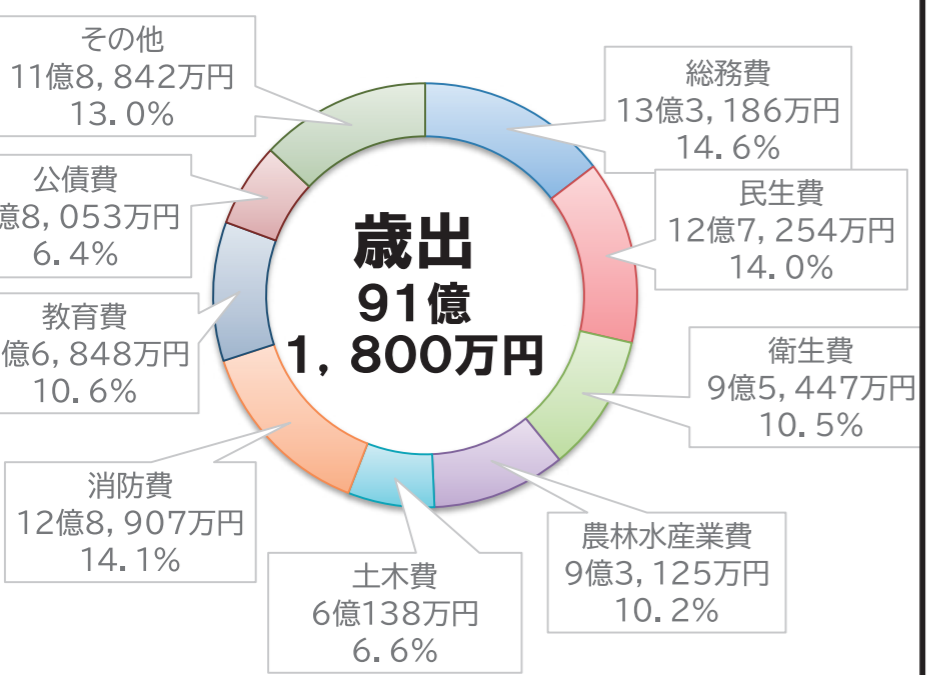 歳出
91億
1,800万円
総務費
13億3,186万円
14.6%
民生費
12億7,254万円
14.0%
衛生費
9億5,447万円
10.5%
農林水産業費
9億3,125万円
10.2%
土木費
6億138万円
6.6%
消防費
12億8,907万円
14.1%
教育費
億6,848万円
10.6%
公債費
億8,053万円
6.4%
その他
11億8,842万円
13.0%